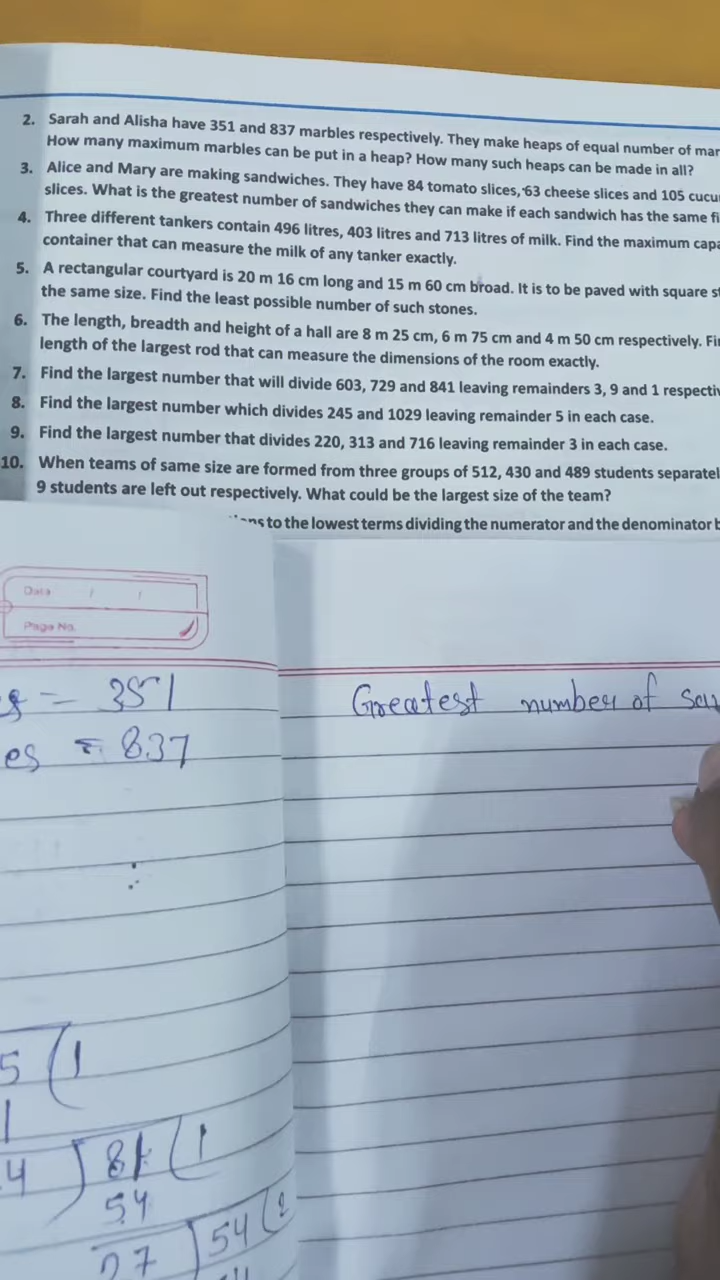 2. Sarah and Alisha have 351 and 837 marbles respectively. They make heaps of equal number of mar
How many maximum marbles can be put in a heap? How many such heaps can be made in all?
3. Alice and Mary are making sandwiches. They have 84 tomato slices, 63 cheese slices and 105 cucu
slices. What is the greatest number of sandwiches they can make if each sandwich has the same fi
4. Three different tankers contain 496 litres, 403 litres and 713 litres of milk. Find the maximum capa
container that can measure the milk of any tanker exactly.
5. A rectangular courtyard is 20 m 16 cm long and 15 m 60 cm broad. It is to be paved with square st
the same size. Find the least possible number of such stones.
6. The length, breadth and height of a hall are 8 m 25 cm, 6 m 75 cm and 4 m 50 cm respectively. Fin
length of the largest rod that can measure the dimensions of the room exactly.
7. Find the largest number that will divide 603, 729 and 841 leaving remainders 3, 9 and 1 respectiv
8. Find the largest number which divides 245 and 1029 leaving remainder 5 in each case.
9. Find the largest number that divides 220, 313 and 716 leaving remainder 3 in each case.
10. When teams of same size are formed from three groups of 512, 430 and 489 students separatel
9 students are left out respectively. What could be the largest size of the team?
ns to the lowest terms dividing the numerator and the denominator b
Date / /
Page No.
s = 351
es = 837
5 ( 1
1
4 ) 81 ( 1
54
27 ) 54 ( 2
Greatest number of sa